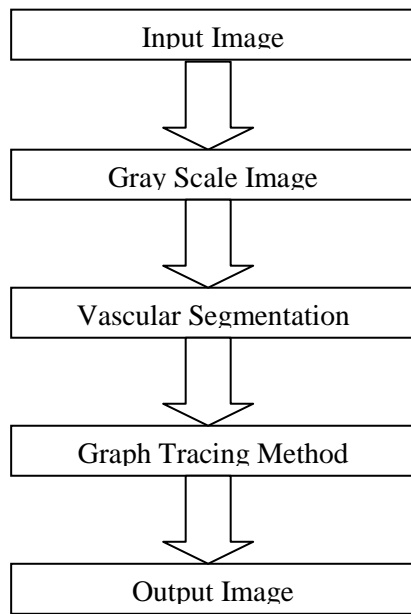 Input Image
Gray Scale Image
Vascular Segmentation
Graph Tracing Method
Output Image